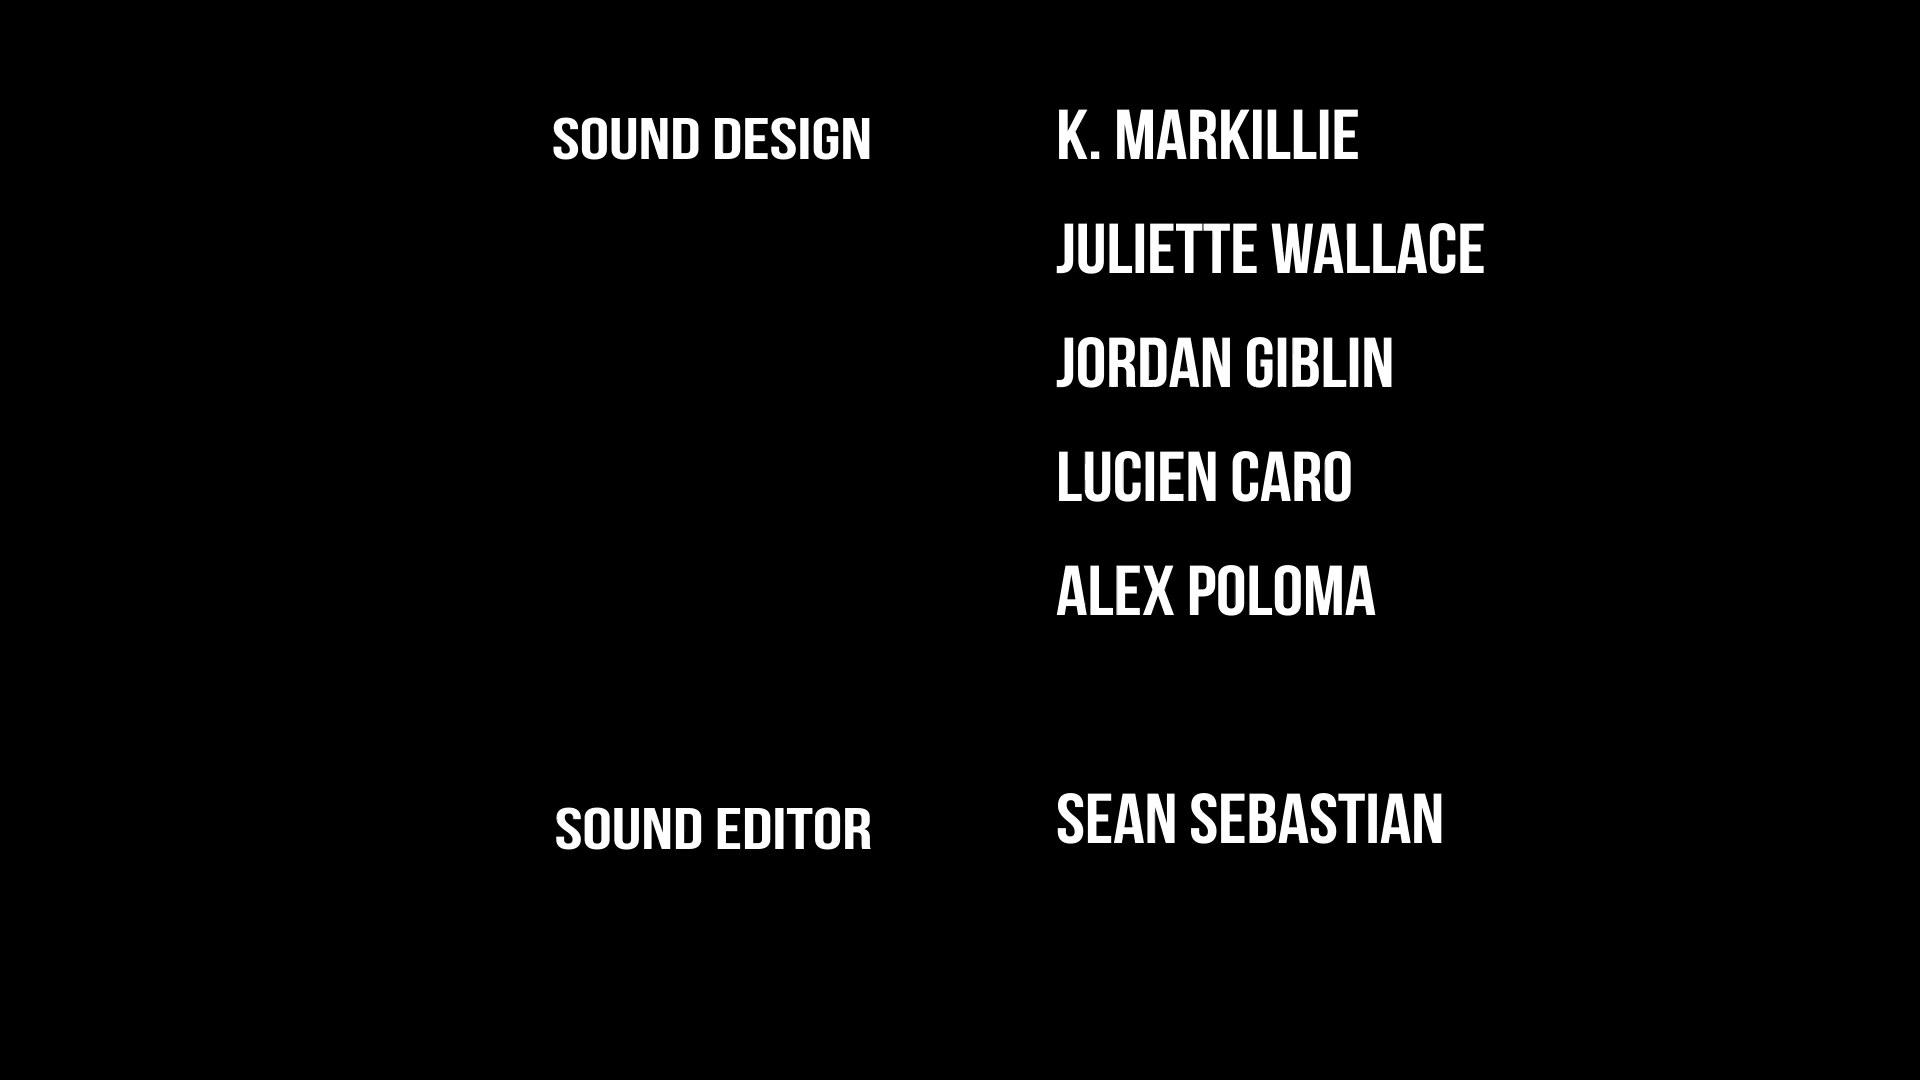 SOUND DESIGN K. MARKILLIE
JULIETTE WALLACE
JORDAN GIBLIN
LUCIEN CARO
ALEX POLOMA
SOUND EDITOR SEAN SEBASTIAN